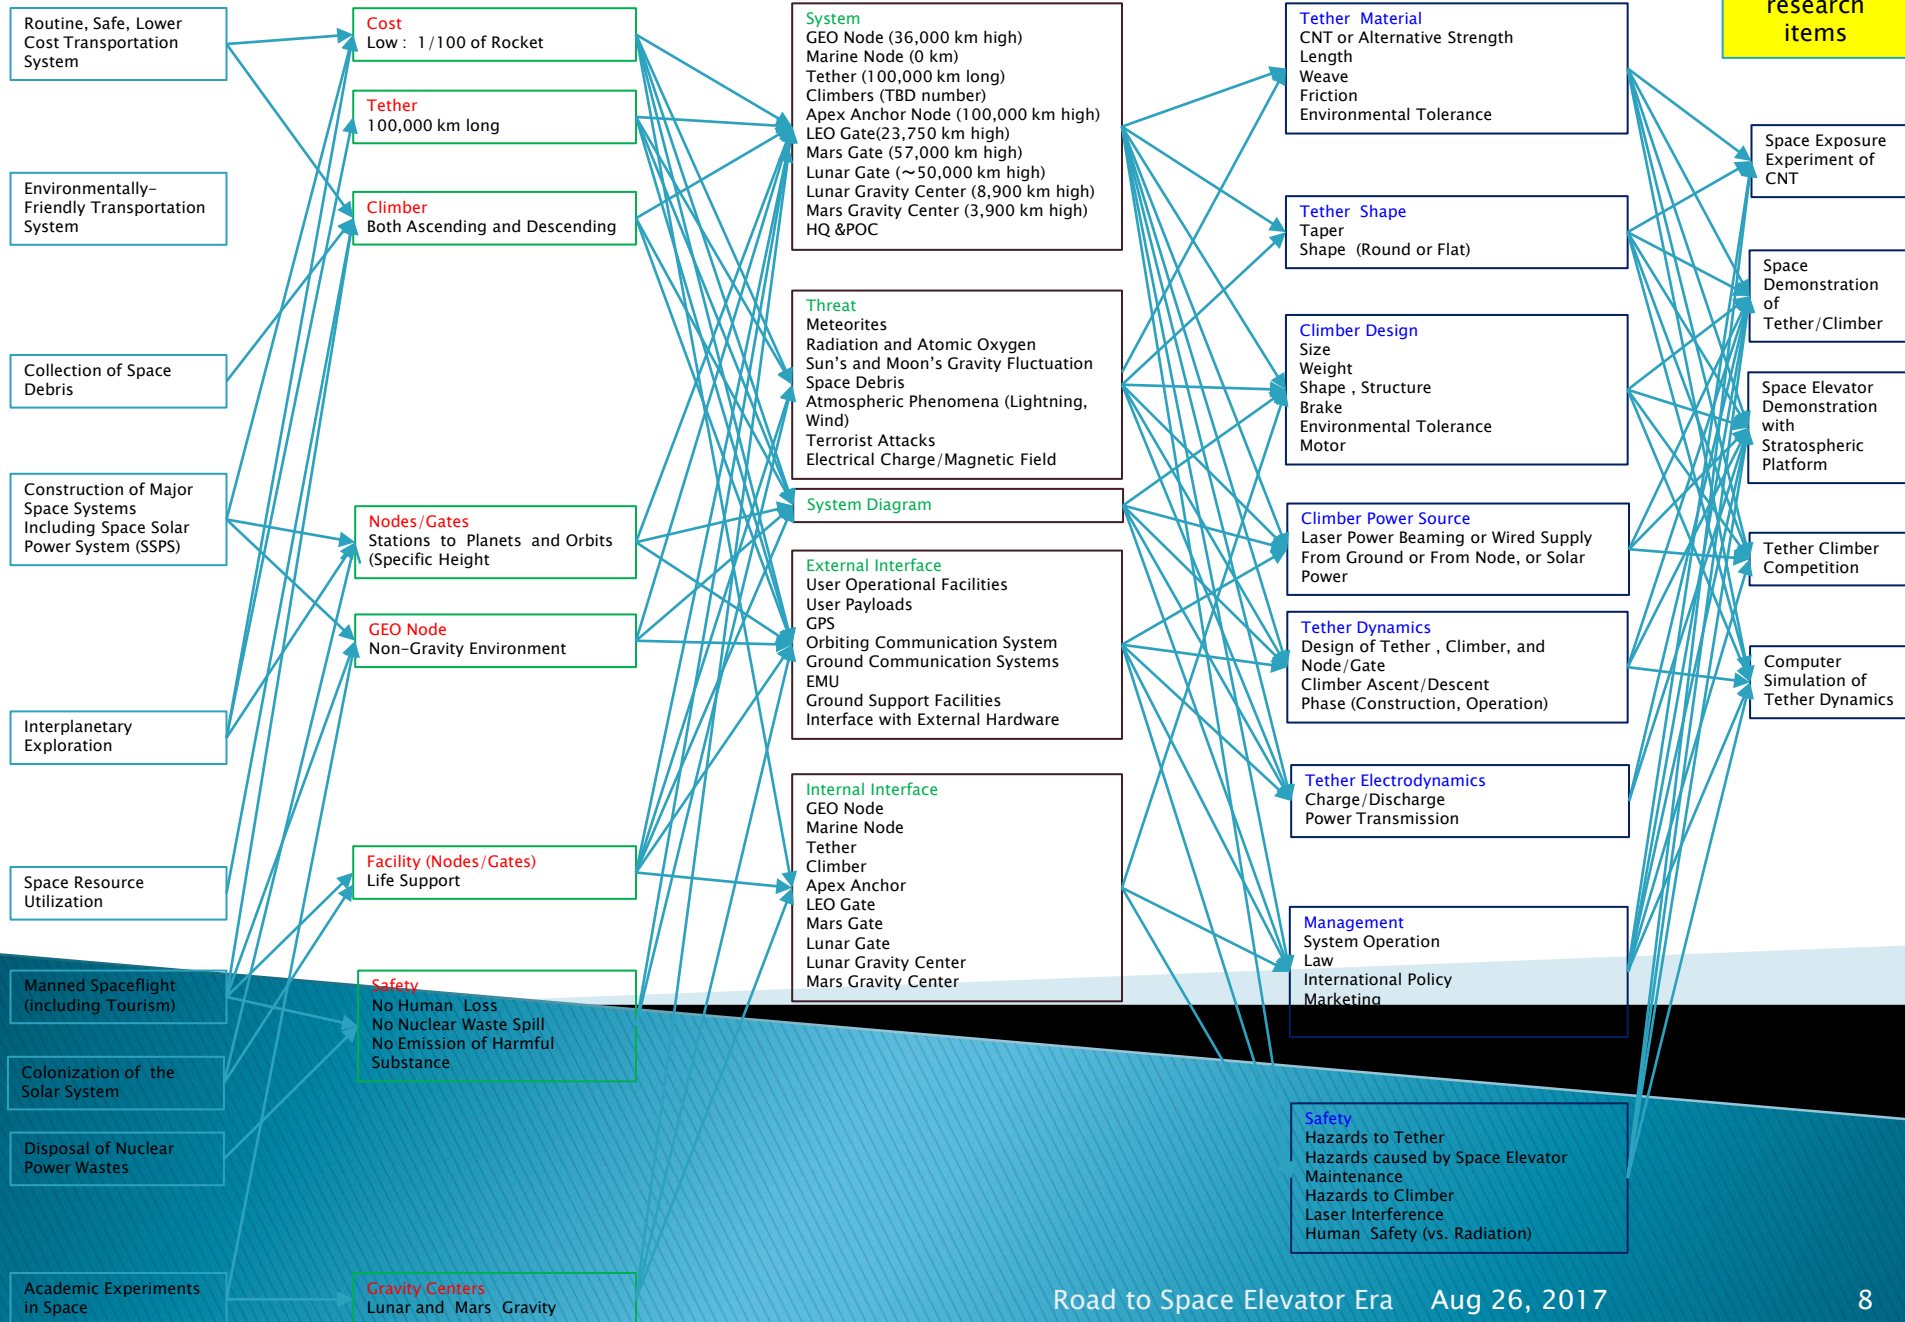 Routine, Safe, Lower
Cost Transportation
System
Environmentally-
Friendly Transportation
System
Collection of Space
Debris
Construction of Major
Space Systems
Including Space Solar
Power System (SSPS)
Interplanetary
Exploration
Space Resource
Utilization
Manned Spaceflight
(including Tourism)
Colonization of the
Solar System
Disposal of Nuclear
Power Wastes
Academic Experiments
in Space
Cost
Low : 1/100 of Rocket
Tether
100,000 km long
Climber
Both Ascending and Descending
Nodes/Gates
Stations to Planets and Orbits
(Specific Height
GEO Node
Non-Gravity Environment
Facility (Nodes/Gates)
Life Support
Safety
No Human Loss
No Nuclear Waste Spill
No Emission of Harmful
Substance
Gravity Centers
Lunar and Mars Gravity
System
GEO Node (36,000 km high)
Marine Node (0 km)
Tether (100,000 km long)
Climbers (TBD number)
Apex Anchor Node (100,000 km high)
LEO Gate(23,750 km high)
Mars Gate (57,000 km high)
Lunar Gate (~50,000 km high)
Lunar Gravity Center (8,900 km high)
Mars Gravity Center (3,900 km high)
HQ &POC
Threat
Meteorites
Radiation and Atomic Oxygen
Sun's and Moon's Gravity Fluctuation
Space Debris
Atmospheric Phenomena (Lightning,
Wind)
Terrorist Attacks
Electrical Charge/Magnetic Field
System Diagram
External Interface
User Operational Facilities
User Payloads
GPS
Orbiting Communication System
Ground Communication Systems
EMU
Ground Support Facilities
Interface with External Hardware
Internal Interface
GEO Node
Marine Node
Tether
Climber
Apex Anchor
LEO Gate
Mars Gate
Lunar Gate
Lunar Gravity Center
Mars Gravity Center
Tether Material
CNT or Alternative Strength
Length
Weave
Friction
Environmental Tolerance
Tether Shape
Taper
Shape (Round or Flat)
Climber Design
Size
Weight
Shape , Structure
Brake
Environmental Tolerance
Motor
Climber Power Source
Laser Power Beaming or Wired Supply
From Ground or From Node, or Solar
Power
Tether Dynamics
Design of Tether , Climber, and
Node/Gate
Climber Ascent/Descent
Phase (Construction, Operation)
Tether Electrodynamics
Charge/Discharge
Power Transmission
Management
System Operation
Law
International Policy
Marketing
Safety
Hazards to Tether
Hazards caused by Space Elevator
Maintenance
Hazards to Climber
Laser Interference
Human Safety (vs. Radiation)
research
items
Space Exposure
Experiment of
CNT
Space
Demonstration
of
Tether/Climber
Space Elevator
Demonstration
with
Stratospheric
Platform
Tether Climber
Competition
Computer
Simulation of
Tether Dynamics
Road to Space Elevator Era Aug 26, 2017
8